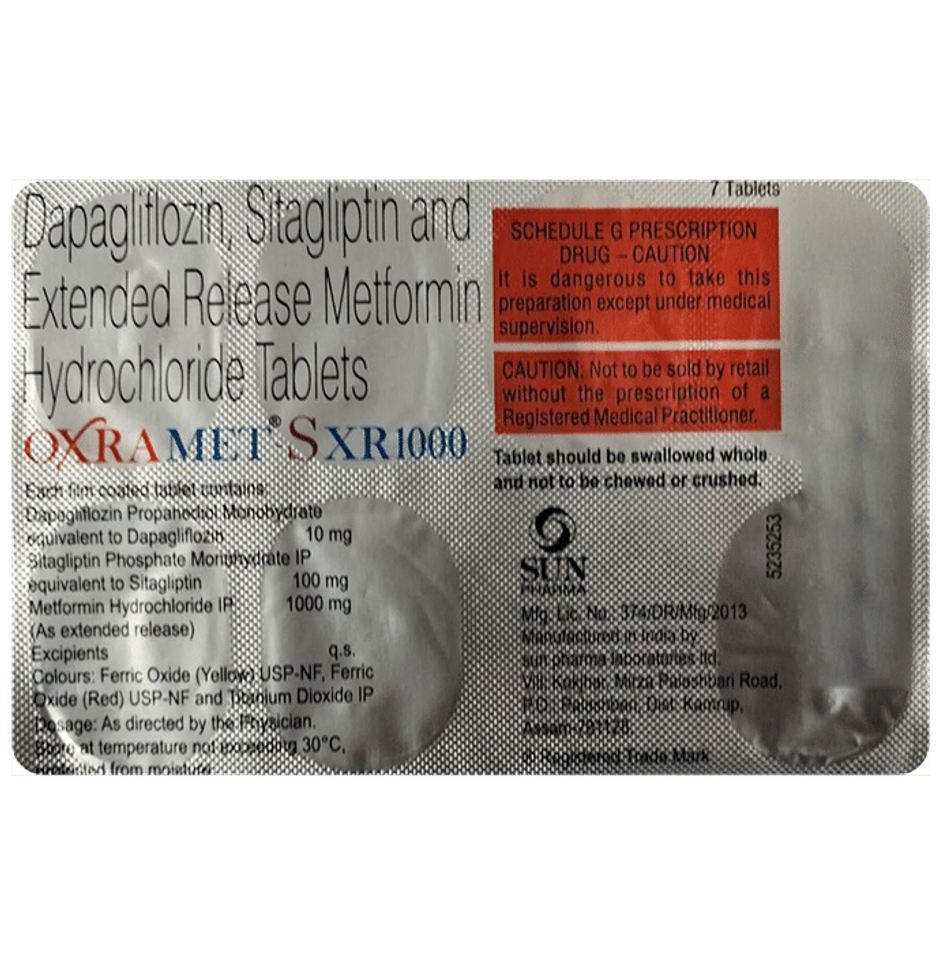 Dapagliflozin, Sitagliptin and
Extended Release Metformin
Hydrochloride Tablets
OXRAMET® S XR1000
Each film coated tablet contains:
Dapagliflozin Propanediol Monohydrate
equivalent to Dapagliflozin 10 mg
Sitagliptin Phosphate Monohydrate IP
equivalent to Sitagliptin 100 mg
Metformin Hydrochloride IP 1000 mg
(As extended release)
Excipients q.s.
Colours: Ferric Oxide (Yellow) USP-NF, Ferric
Oxide (Red) USP-NF and Titanium Dioxide IP
Dosage: As directed by the Physician.
Store at temperature not exceeding 30°C,
protected from moisture.
7 Tablets
SCHEDULE G PRESCRIPTION
DRUG – CAUTION
It is dangerous to take this
preparation except under medical
supervision.
CAUTION: Not to be sold by retail
without the prescription of a
Registered Medical Practitioner.
Tablet should be swallowed whole
and not to be chewed or crushed.
SUN
PHARMA
5235253
Mfg. Lic. No.: 374/DR/Mfg/2013
Manufactured in India by:
sun pharma laboratories ltd.
Vill. Kokjhar, Mirza Palashbari Road,
P.O.: Palashbari, Dist. Kamrup,
Assam-781128.
® Registered Trade Mark